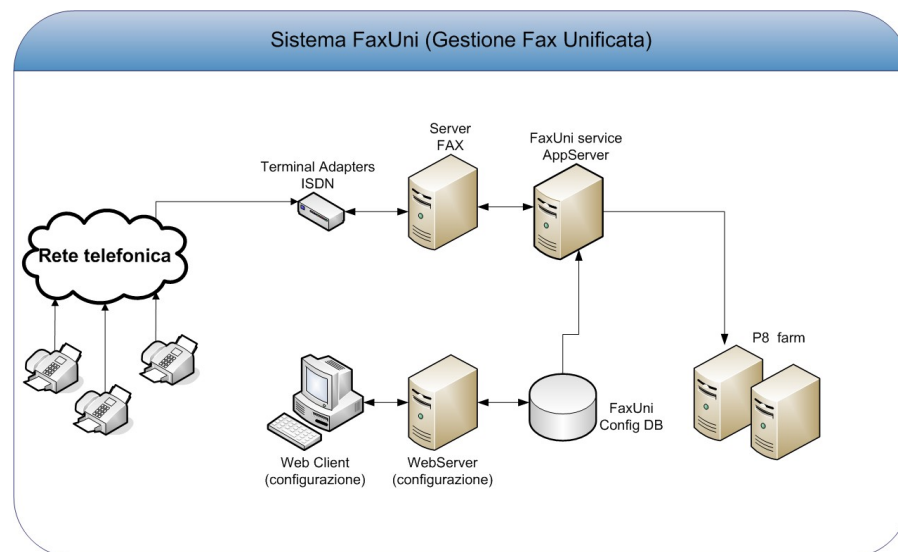 Sistema FaxUni (Gestione Fax Unificata)
Server
FAX
FaxUni service
AppServer
Terminal Adapters
ISDN
Rete telefonica
P8 farm
FaxUni
Config DB
Web Client
(configurazione)
WebServer
(configurazione)